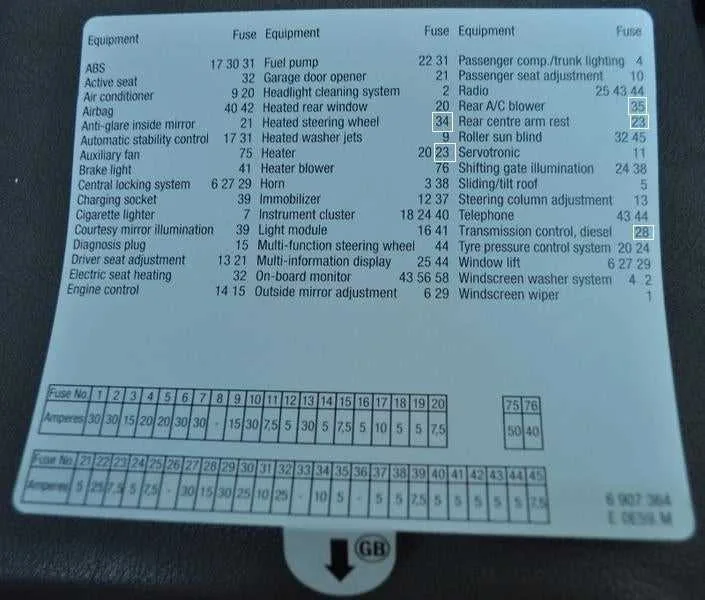 Equipment Fuse
ABS 17 30 31
Active seat 32
Air conditioner 9 20
Airbag 40 42
Anti-glare inside mirror 21
Automatic stability control 17 31
Auxiliary fan 75
Brake light 41
Central locking system 6 27 29
Charging socket 39
Cigarette lighter 7
Courtesy mirror illumination 39
Diagnosis plug 15
Driver seat adjustment 13 21
Electric seat heating 32
Engine control 14 15
Equipment Fuse
Fuel pump 22 31
Garage door opener 21
Headlight cleaning system 2
Heated rear window 20
Heated steering wheel 34
Heated washer jets 9
Heater 20 23
Heater blower 76
Horn 3 38
Immobilizer 12 37
Instrument cluster 18 24 40
Light module 16 41
Multi-function steering wheel 44
Multi-information display 25 44
On-board monitor 43 56 58
Outside mirror adjustment 6 29
Equipment Fuse
Passenger comp./trunk lighting 4
Passenger seat adjustment 10
Radio 25 43 44
Rear A/C blower 35
Rear centre arm rest 23
Roller sun blind 32 45
Servotronic 11
Shifting gate illumination 24 38
Sliding/tilt roof 5
Steering column adjustment 13
Telephone 43 44
Transmission control, diesel 28
Tyre pressure control system 20 24
Window lift 6 27 29
Windscreen washer system 4 2
Windscreen wiper 1
Fuse No. 1 2 3 4 5 6 7 8 9 10 11 12 13 14 15 16 17 18 19 20
Amperes 30 30 15 20 20 30 30 - 15 30 7,5 5 30 5 7,5 5 10 5 5 7,5
75 76
50 40
Fuse No. 21 22 23 24 25 26 27 28 29 30 31 32 33 34 35 36 37 38 39 40 41 42 43 44 45
Amperes 5 25 7,5 5 7,5 - 30 15 30 25 10 25 - 10 5 - 5 5 7,5 5 5 5 5 5 7,5
6 907 384
E 0E59.M
GB